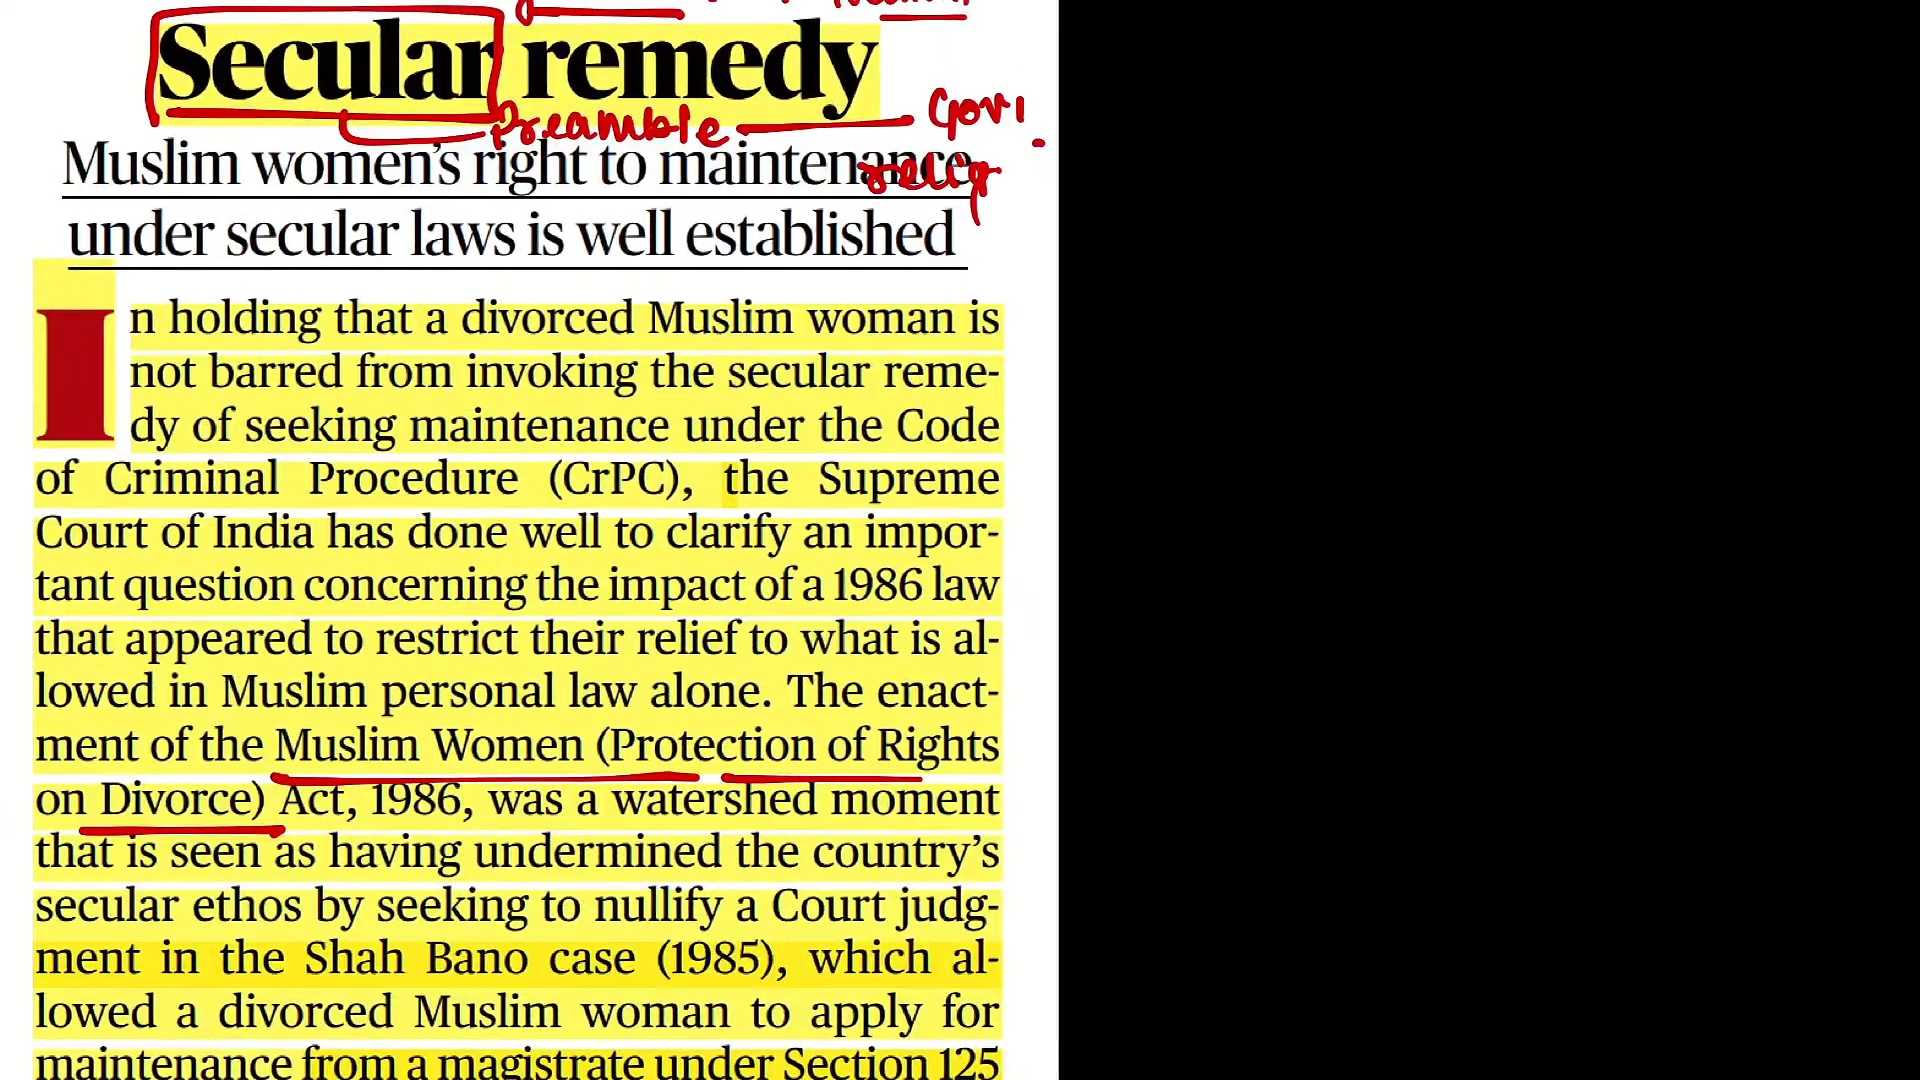 Secular remedy
Preamble
Govt
relig
Muslim women's right to maintenance
under secular laws is well established
In holding that a divorced Muslim woman is
not barred from invoking the secular reme-
dy of seeking maintenance under the Code
of Criminal Procedure (CrPC), the Supreme
Court of India has done well to clarify an impor-
tant question concerning the impact of a 1986 law
that appeared to restrict their relief to what is al-
lowed in Muslim personal law alone. The enact-
ment of the Muslim Women (Protection of Rights
on Divorce) Act, 1986, was a watershed moment
that is seen as having undermined the country's
secular ethos by seeking to nullify a Court judg-
ment in the Shah Bano case (1985), which al-
lowed a divorced Muslim woman to apply for
maintenance from a magistrate under Section 125